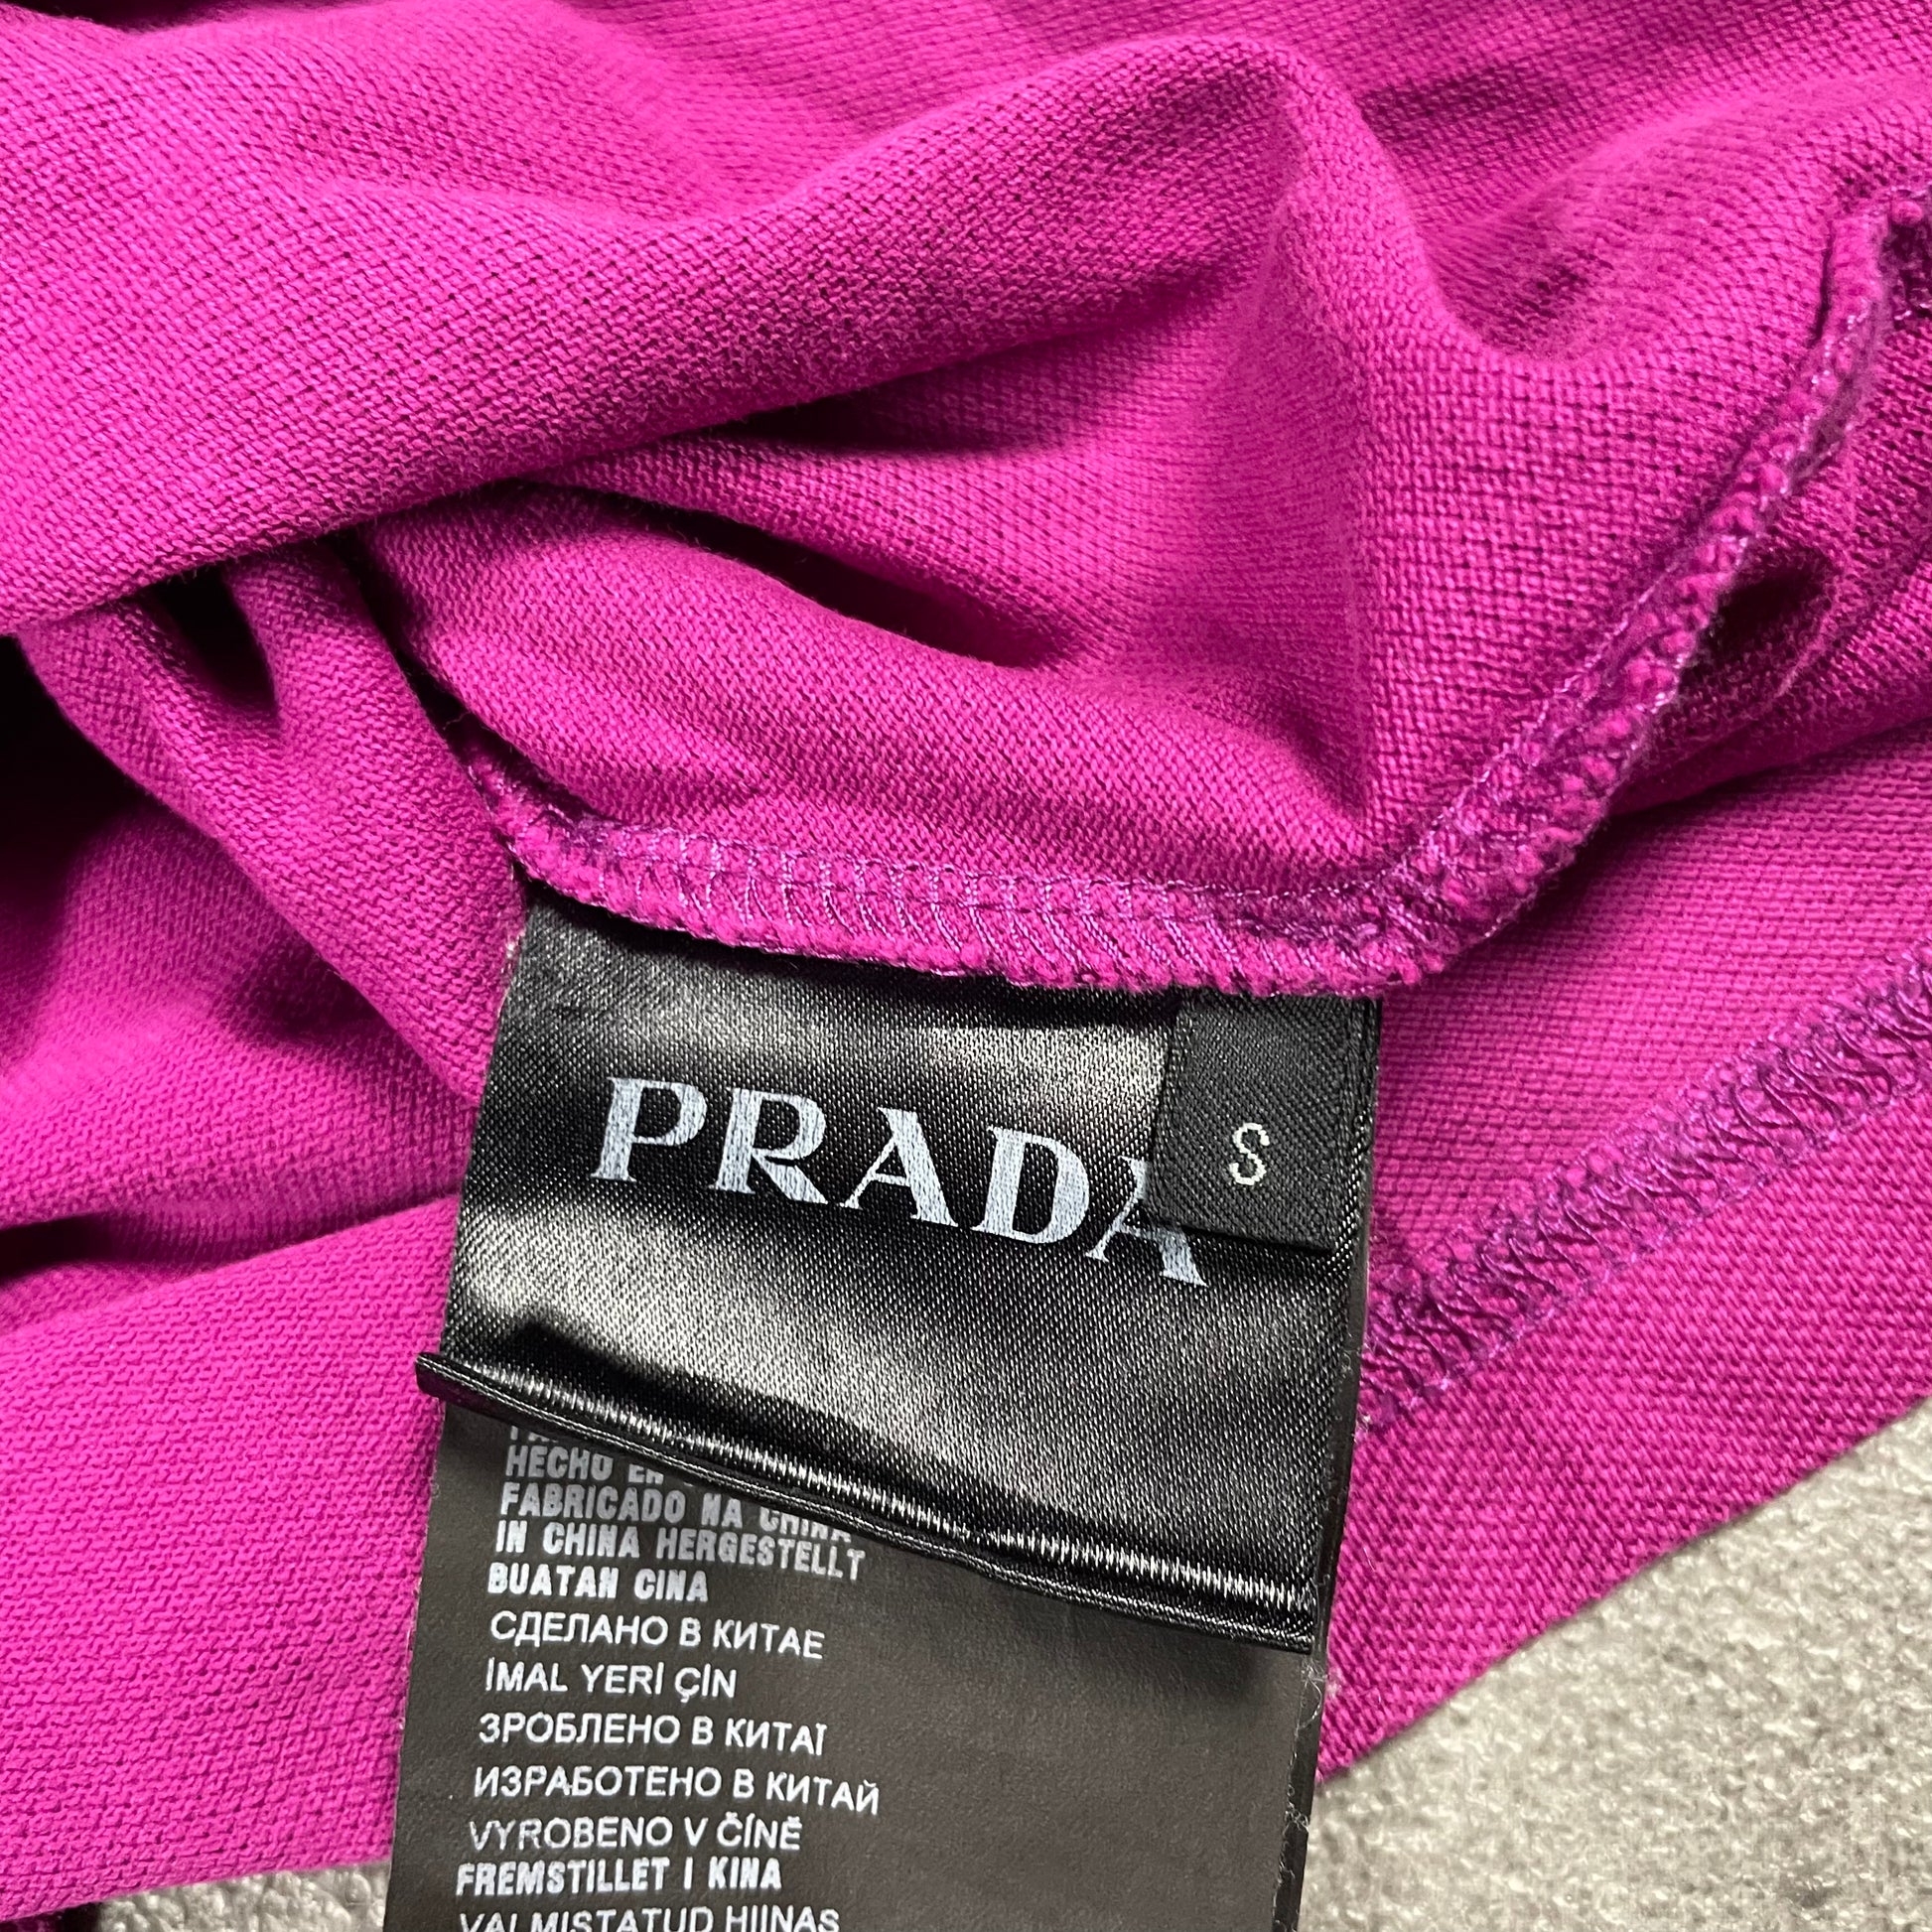 PRADA
S
HECHO EN
FABRICADO NA CHINA
IN CHINA HERGESTELLT
BUATAN CINA
СДЕЛАНО В КИТАЕ
İMAL YERİ ÇİN
ЗРОБЛЕНО В КИТАЇ
ИЗРАБОТЕНО В КИТАЙ
VYROBENO V ČÍNĚ
FREMSTILLET I KINA
VALMISTATUD HIINAS